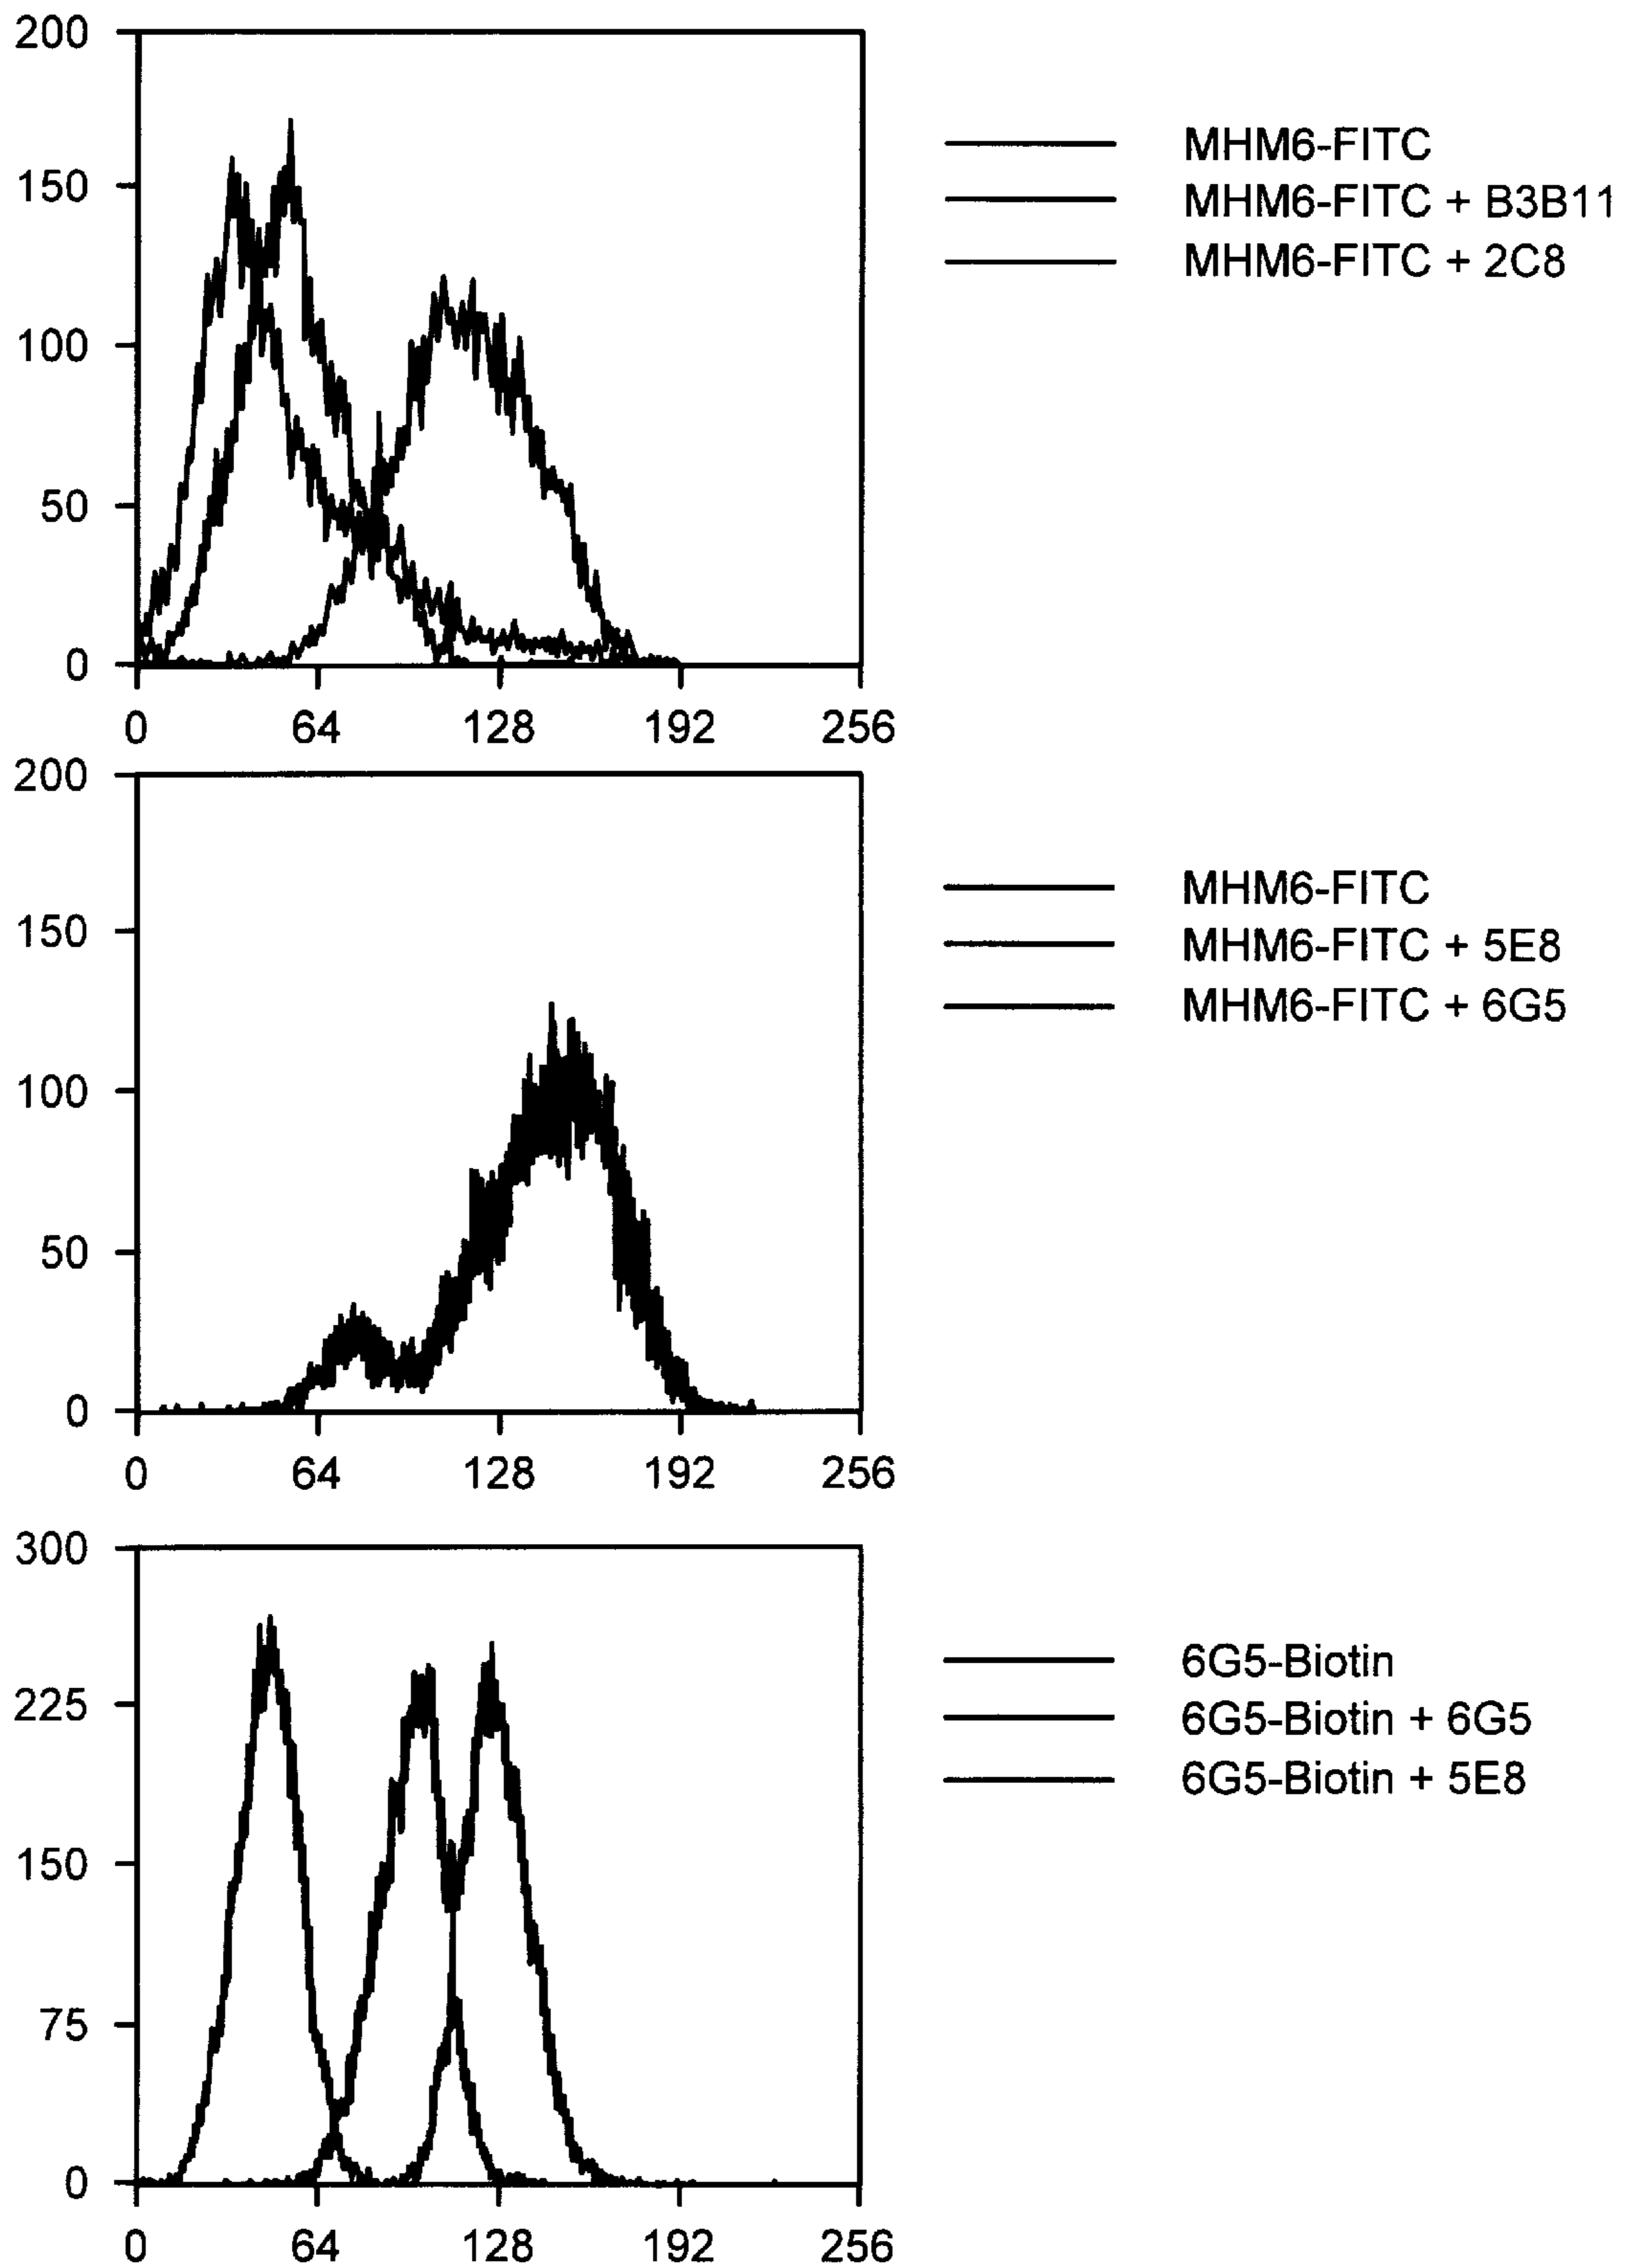 200
150
100
50
0
0 64 128 192 256
MHM6-FITC
MHM6-FITC + B3B11
MHM6-FITC + 2C8
200
150
100
50
0
0 64 128 192 256
MHM6-FITC
MHM6-FITC + 5E8
MHM6-FITC + 6G5
300
225
150
75
0
0 64 128 192 256
6G5-Biotin
6G5-Biotin + 6G5
6G5-Biotin + 5E8